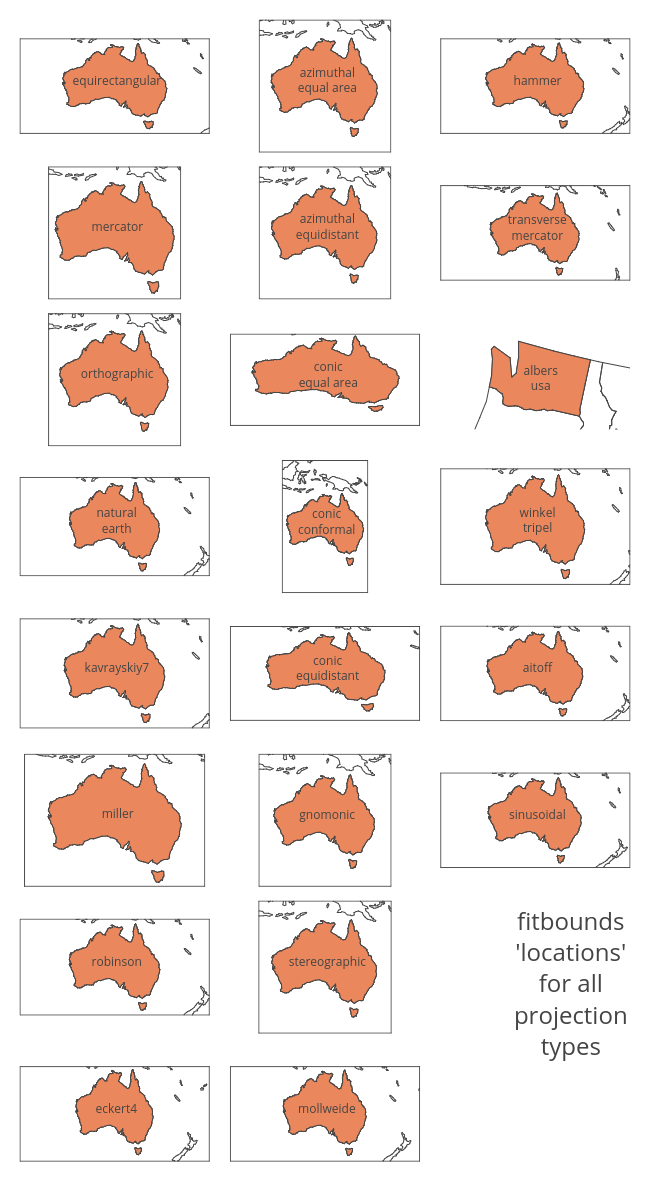 equirectangular
azimuthal
equal area
hammer
mercator
azimuthal
equidistant
transverse
mercator
orthographic
conic
equal area
albers
usa
natural
earth
conic
conformal
winkel
tripel
kavrayskiy7
conic
equidistant
aitoff
miller
gnomonic
sinusoidal
robinson
stereographic
fitbounds
'locations'
for all
projection
types
eckert4
mollweide